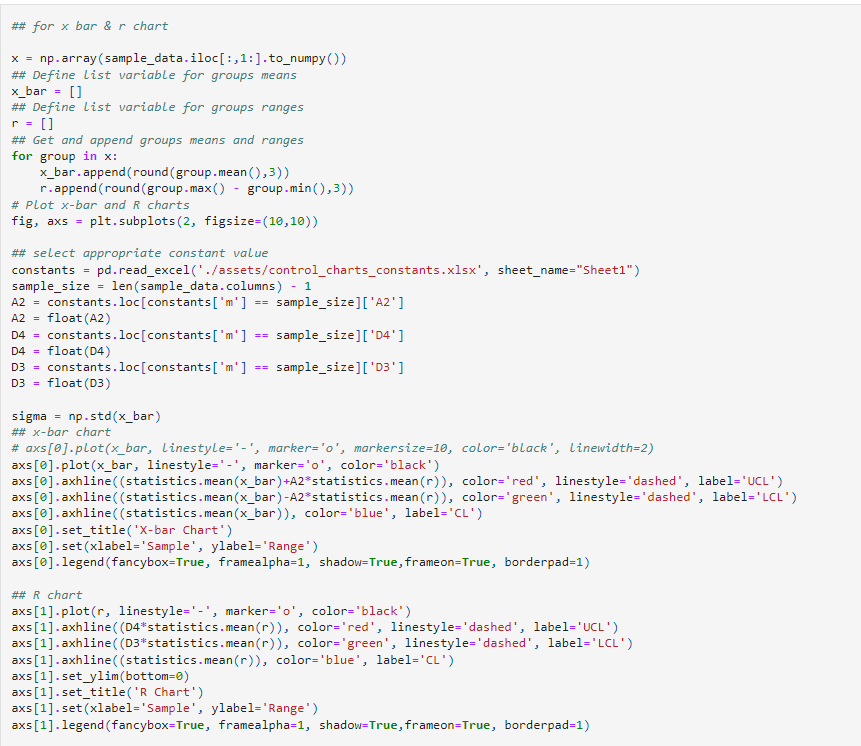 ## for x bar & r chart
x = np.array(sample_data.iloc[:,1:].to_numpy())
## Define list variable for groups means
x_bar = []
## Define list variable for groups ranges
r = []
## Get and append groups means and ranges
for group in x:
    x_bar.append(round(group.mean(),3))
    r.append(round(group.max() - group.min(),3))
# Plot x-bar and R charts
fig, axs = plt.subplots(2, figsize=(10,10))
## select appropriate constant value
constants = pd.read_excel('./assets/control_charts_constants.xlsx', sheet_name="Sheet1")
sample_size = len(sample_data.columns) - 1
A2 = constants.loc[constants['m'] == sample_size]['A2']
A2 = float(A2)
D4 = constants.loc[constants['m'] == sample_size]['D4']
D4 = float(D4)
D3 = constants.loc[constants['m'] == sample_size]['D3']
D3 = float(D3)
sigma = np.std(x_bar)
## x-bar chart
# axs[0].plot(x_bar, linestyle='-', marker='o', markersize=10, color='black', linewidth=2)
axs[0].plot(x_bar, linestyle='-', marker='o', color='black')
axs[0].axhline((statistics.mean(x_bar)+A2*statistics.mean(r)), color='red', linestyle='dashed', label='UCL')
axs[0].axhline((statistics.mean(x_bar)-A2*statistics.mean(r)), color='green', linestyle='dashed', label='LCL')
axs[0].axhline((statistics.mean(x_bar)), color='blue', label='CL')
axs[0].set_title('X-bar Chart')
axs[0].set(xlabel='Sample', ylabel='Range')
axs[0].legend(fancybox=True, framealpha=1, shadow=True,frameon=True, borderpad=1)
## R chart
axs[1].plot(r, linestyle='-', marker='o', color='black')
axs[1].axhline((D4*statistics.mean(r)), color='red', linestyle='dashed', label='UCL')
axs[1].axhline((D3*statistics.mean(r)), color='green', linestyle='dashed', label='LCL')
axs[1].axhline((statistics.mean(r)), color='blue', label='CL')
axs[1].set_ylim(bottom=0)
axs[1].set_title('R Chart')
axs[1].set(xlabel='Sample', ylabel='Range')
axs[1].legend(fancybox=True, framealpha=1, shadow=True,frameon=True, borderpad=1)